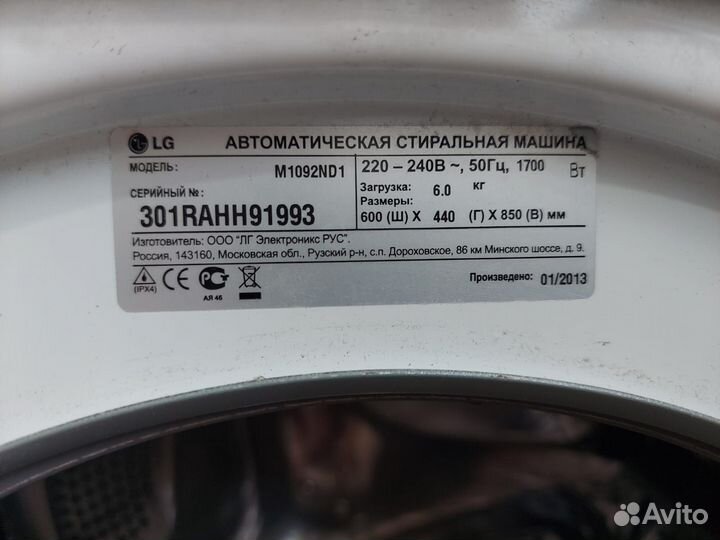 LG АВТОМАТИЧЕСКАЯ СТИРАЛЬНАЯ МАШИНА
МОДЕЛЬ: M1092ND1
СЕРИЙНЫЙ №:
301RAHH91993
220 – 240В ~, 50Гц, 1700 Вт
Загрузка: 6.0 кг
Размеры:
600 (Ш) X 440 (Г) X 850 (В) мм
Изготовитель: ООО "ЛГ Электроникс РУС".
Россия, 143160, Московская обл., Рузский р-н, с.п. Дороховское, 86 км Минского шоссе, д. 9.
(IPX4) CE РСТ
АЯ 46
Произведено: 01/2013
Avito